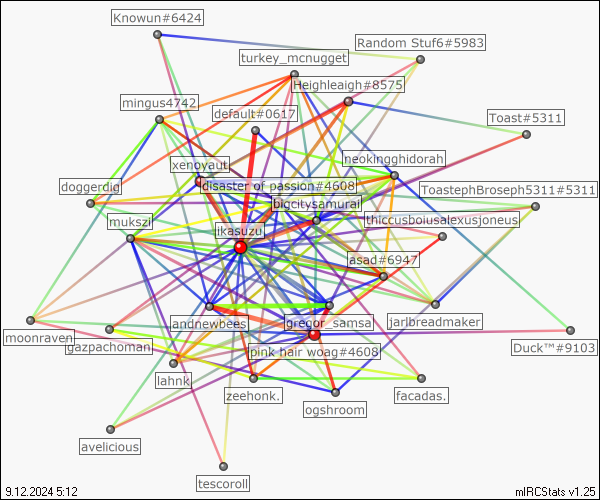 Knowun#6424
Random Stuf6#5983
turkey_mcnugget
Heighleaigh#8575
mingus4742
default#0617
Toast#5311
neokingghidorah
xenoyaut
doggerdig
disaster of passion#4608
ToastephBroseph5311#5311
bigcitysamurai
thiccusboiusalexusjoneus
mukszi
jkasuzu
asad#6947
moonraven
gazpachoman
andnewbees
gregor_samsa
jarlbreadmaker
Duck™#9103
pink hair woag#4608
lahnk
zeehonk.
ogshroom
facadas.
avelicious
tescoroll
9.12.2024 5:12
mIRCStats v1.25